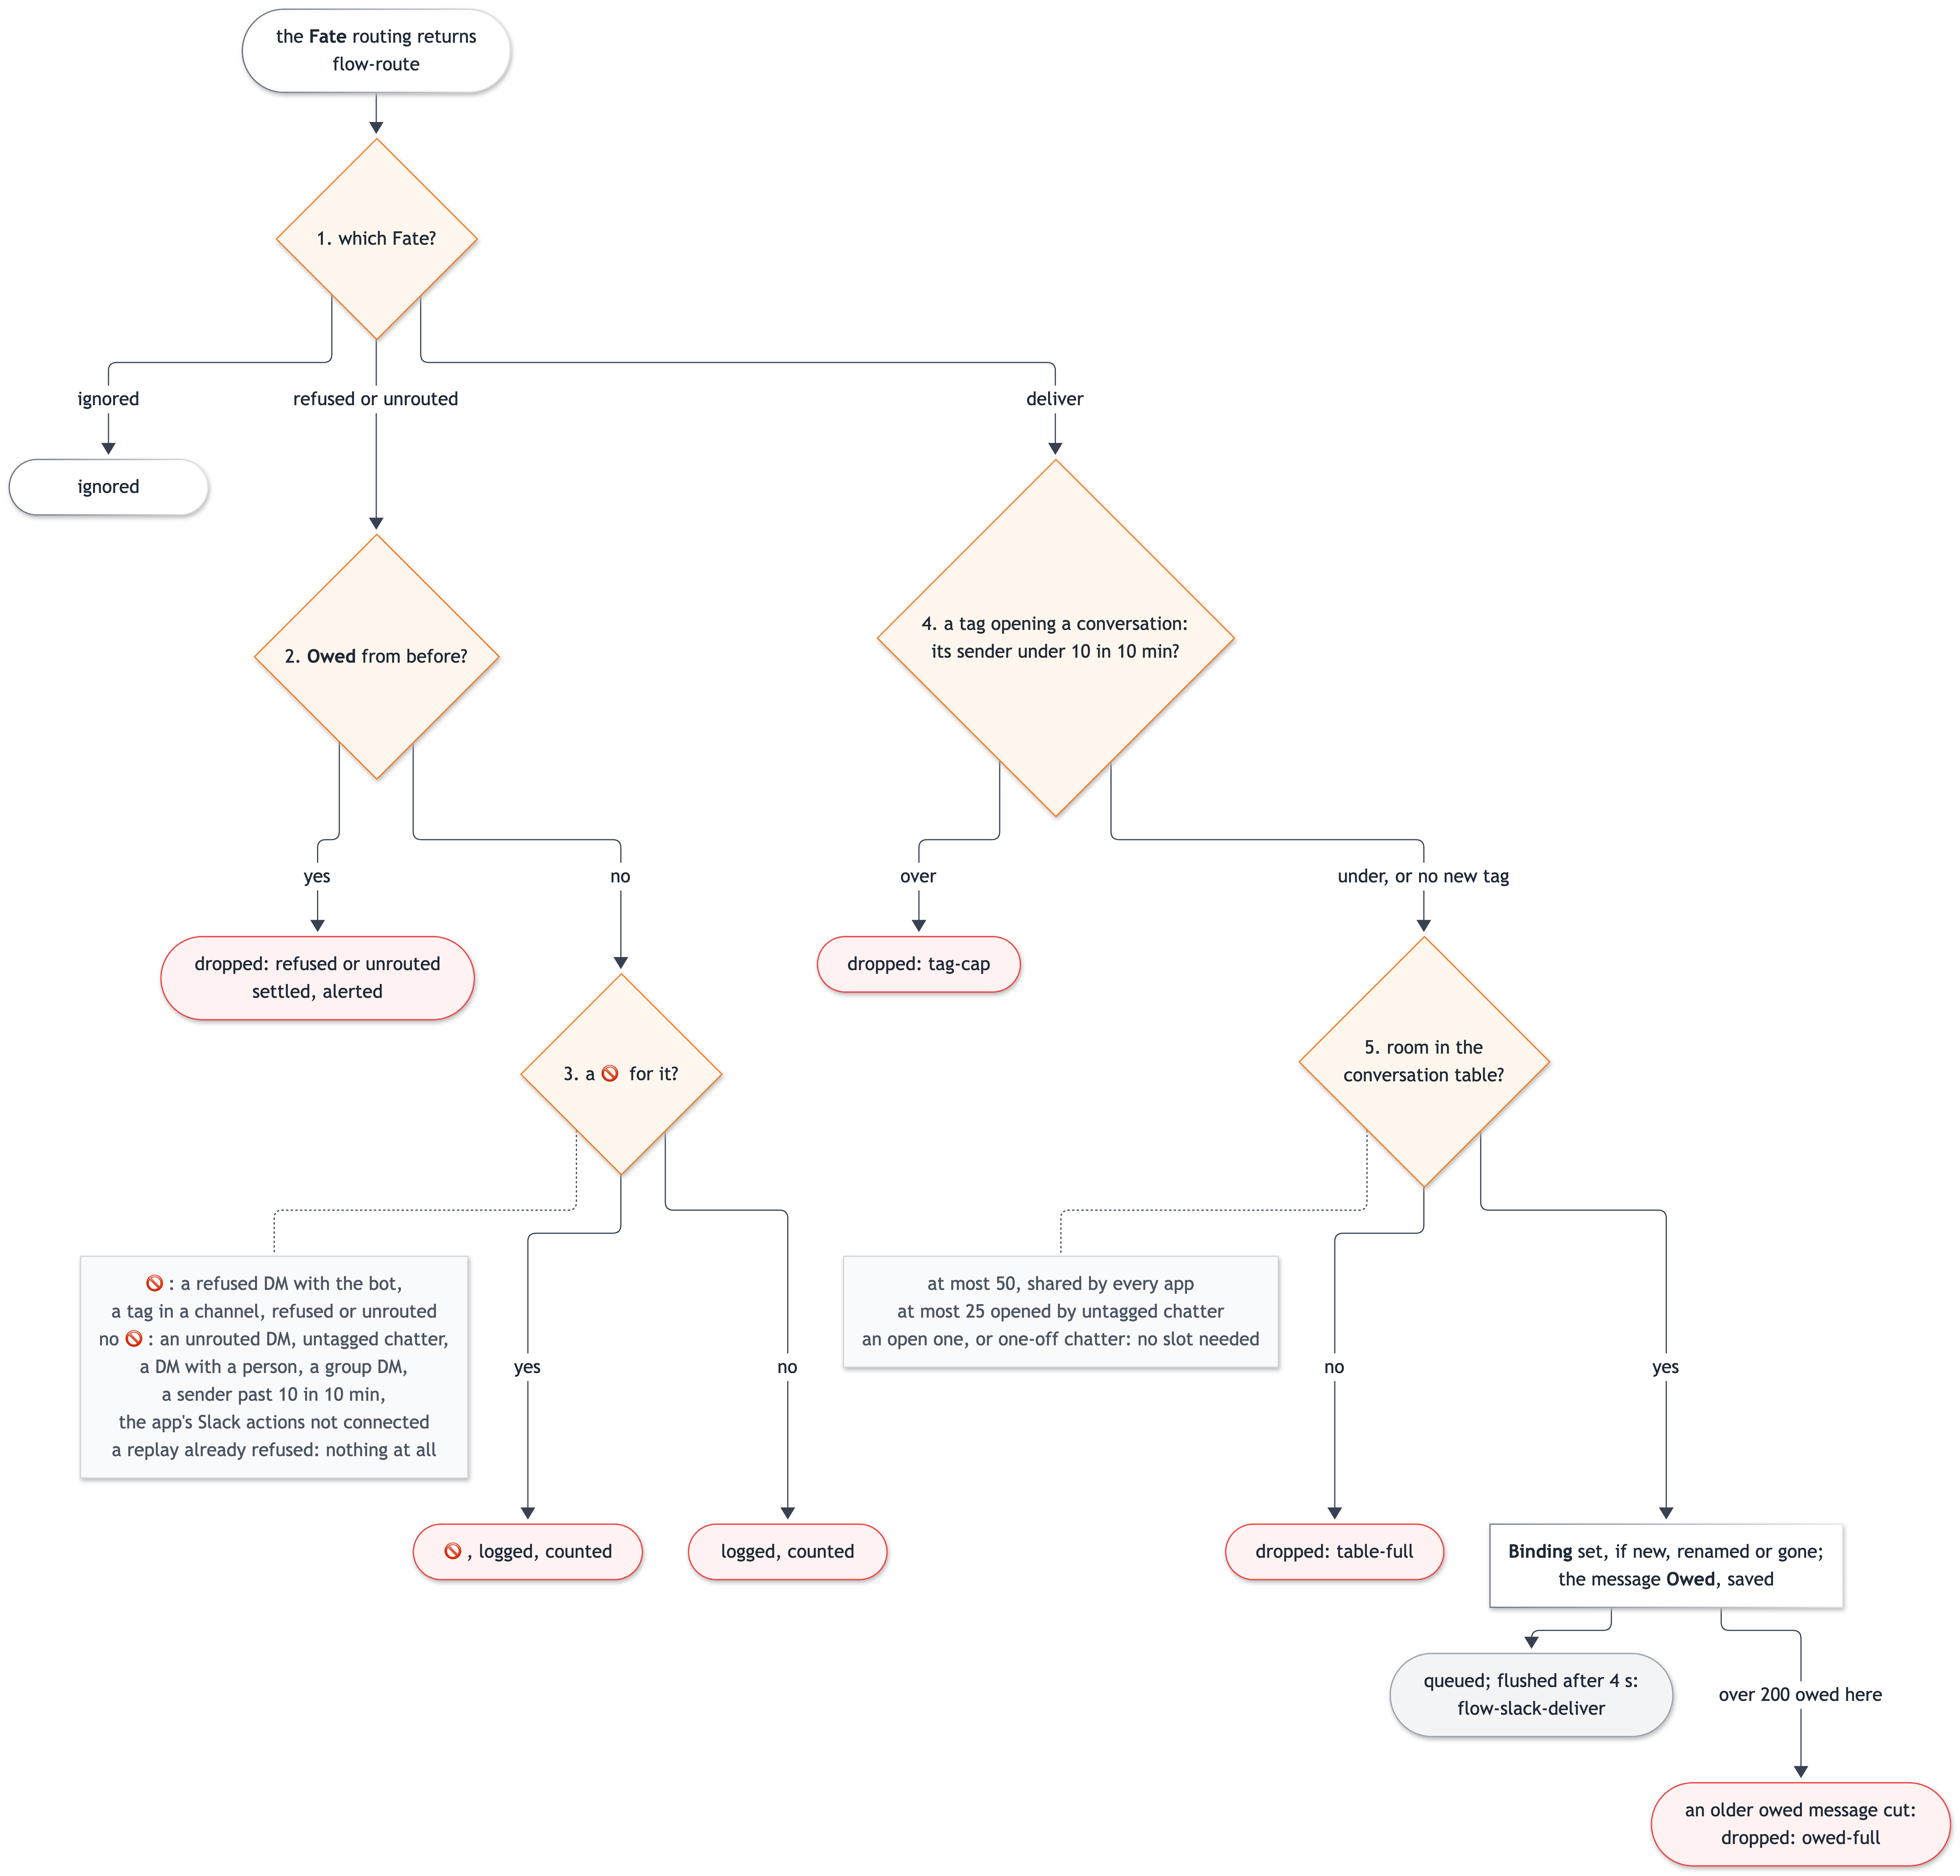 the Fate routing returns
flow-route
1. which Fate?
ignored
refused or unrouted
deliver
ignored
2. Owed from before?
4. a tag opening a conversation:
its sender under 10 in 10 min?
yes
no
over
under, or no new tag
dropped: refused or unrouted
settled, alerted
dropped: tag-cap
3. a 🚫 for it?
5. room in the
conversation table?
🚫 : a refused DM with the bot,
a tag in a channel, refused or unrouted
no 🚫 : an unrouted DM, untagged chatter,
a DM with a person, a group DM,
a sender past 10 in 10 min,
the app's Slack actions not connected
a replay already refused: nothing at all
at most 50, shared by every app
at most 25 opened by untagged chatter
an open one, or one-off chatter: no slot needed
yes
no
no
yes
🚫 , logged, counted
logged, counted
dropped: table-full
Binding set, if new, renamed or gone;
the message Owed, saved
queued; flushed after 4 s:
flow-slack-deliver
over 200 owed here
an older owed message cut:
dropped: owed-full